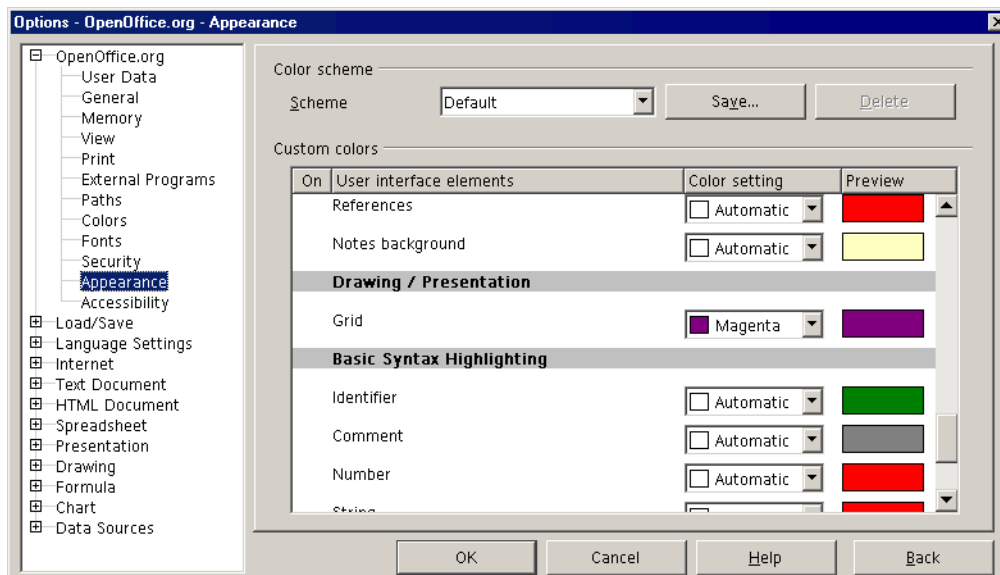 Options - OpenOffice.org - Appearance
OpenOffice.org
User Data
General
Memory
View
Print
External Programs
Paths
Colors
Fonts
Security
Appearance
Accessibility
Load/Save
Language Settings
Internet
Text Document
HTML Document
Spreadsheet
Presentation
Drawing
Formula
Chart
Data Sources
Color scheme
Scheme Default Save... Delete
Custom colors
On User interface elements Color setting Preview
References Automatic
Notes background Automatic
Drawing / Presentation
Grid Magenta
Basic Syntax Highlighting
Identifier Automatic
Comment Automatic
Number Automatic
String
OK Cancel Help Back